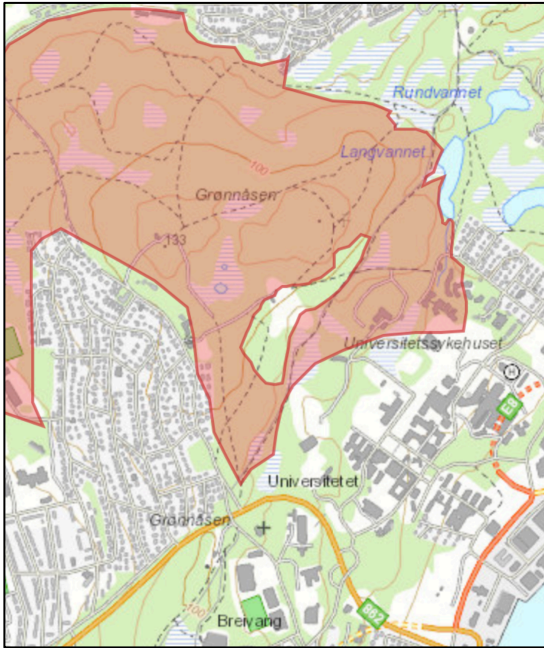 Rundvannet
Langvannet
100
Grønnåsen
133
Universitetssykehuset
H
E8
Universitetet
Grønnåsen
100
862
Breivang